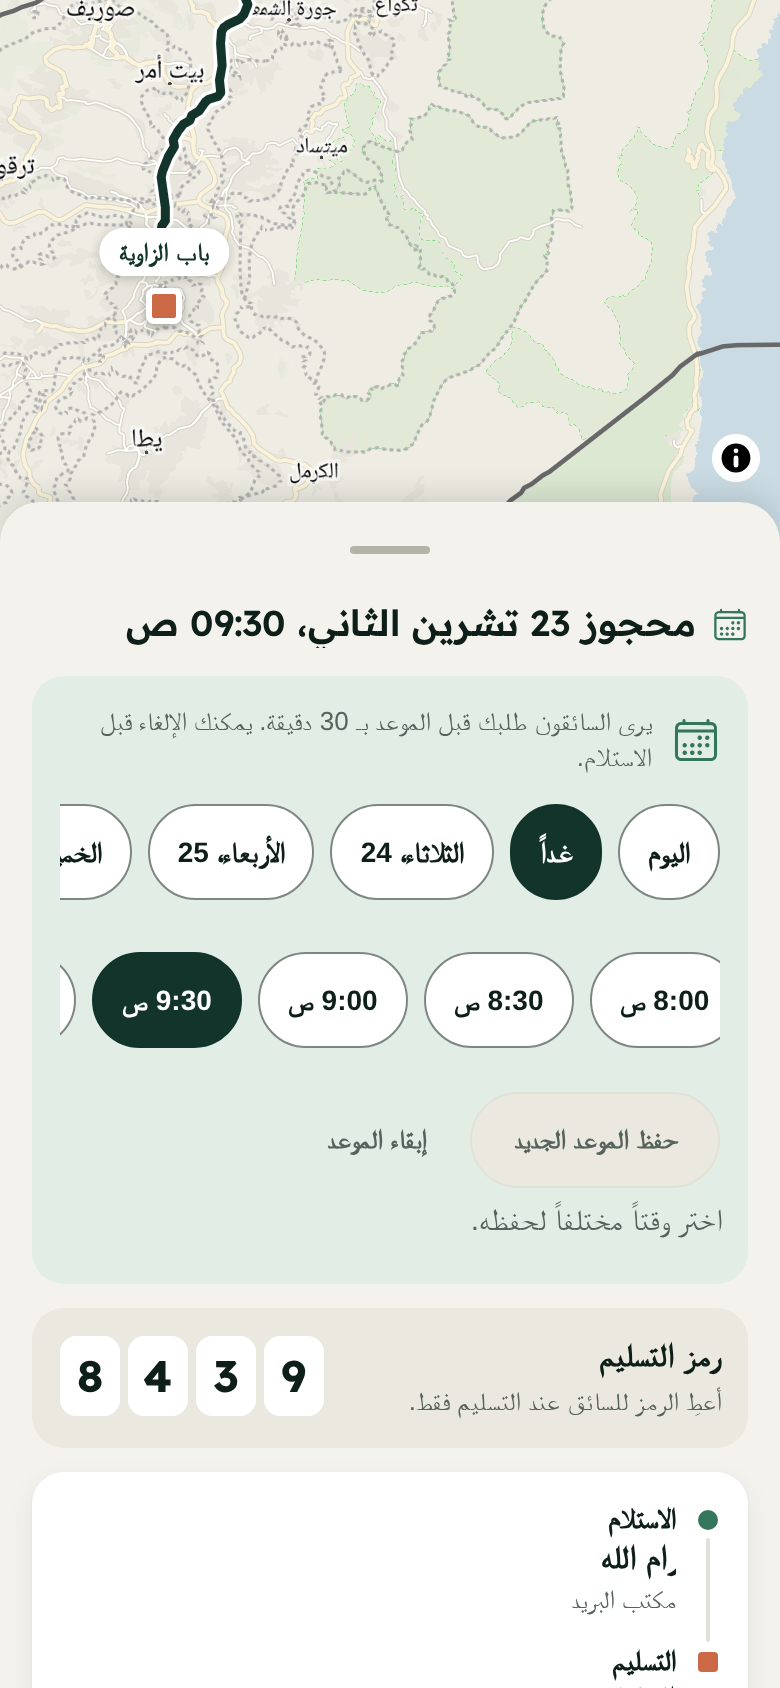 صوريف
جورة الشمع
تكواع
بيت أمر
ميتساد
باب الزاوية
يطا
الكرمل
محجوز 23 تشرين الثاني، 09:30 ص
يرى السائقون طلبك قبل الموعد بـ 30 دقيقة. يمكنك الإلغاء قبل
الاستلام.
اليوم
غداً
الثلاثاء، 24
الأربعاء، 25
8:00 ص
8:30 ص
9:00 ص
9:30 ص
حفظ الموعد الجديد
إبقاء الموعد
اختر وقتاً مختلفاً لحفظه.
رمز التسليم
أعطِ الرمز للسائق عند التسليم فقط.
8 4 3 9
الاستلام
رام الله
مكتب البريد
التسليم